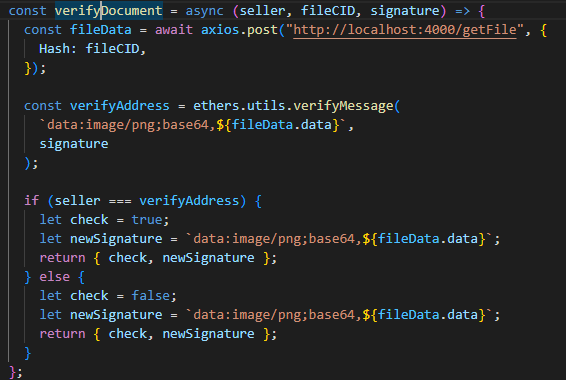 const verifyDocument = async (seller, fileCID, signature) => {
  const fileData = await axios.post("http://localhost:4000/getFile", {
    Hash: fileCID,
  });

  const verifyAddress = ethers.utils.verifyMessage(
    `data:image/png;base64,${fileData.data}`,
    signature
  );

  if (seller === verifyAddress) {
    let check = true;
    let newSignature = `data:image/png;base64,${fileData.data}`;
    return { check, newSignature };
  } else {
    let check = false;
    let newSignature = `data:image/png;base64,${fileData.data}`;
    return { check, newSignature };
  }
};